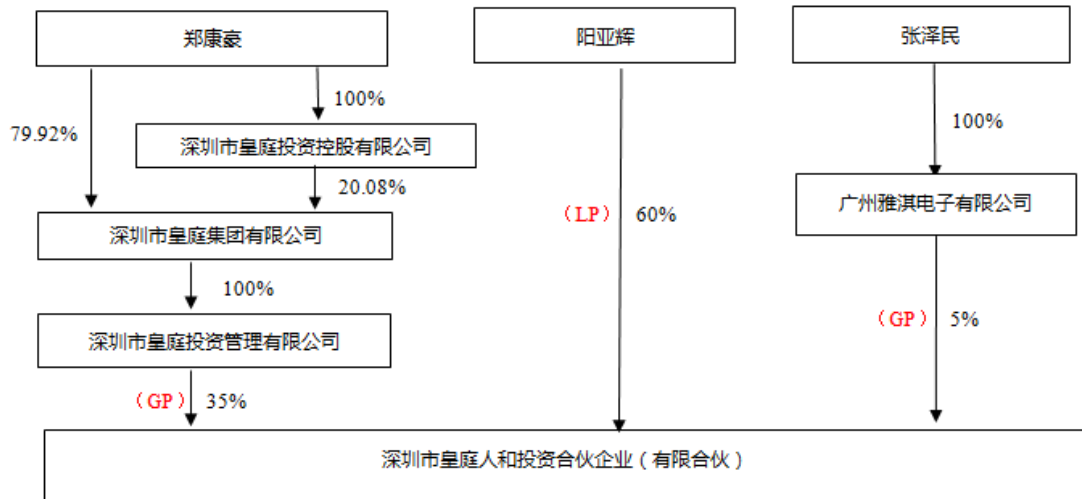 郑康豪
阳亚辉
张泽民
79.92%
100%
100%
深圳市皇庭投资控股有限公司
20.08%
广州雅淇电子有限公司
（LP） 60%
深圳市皇庭集团有限公司
100%
（GP） 5%
深圳市皇庭投资管理有限公司
（GP） 35%
深圳市皇庭人和投资合伙企业（有限合伙）